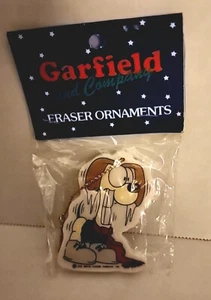 Garfield
and Company
ERASER ORNAMENTS